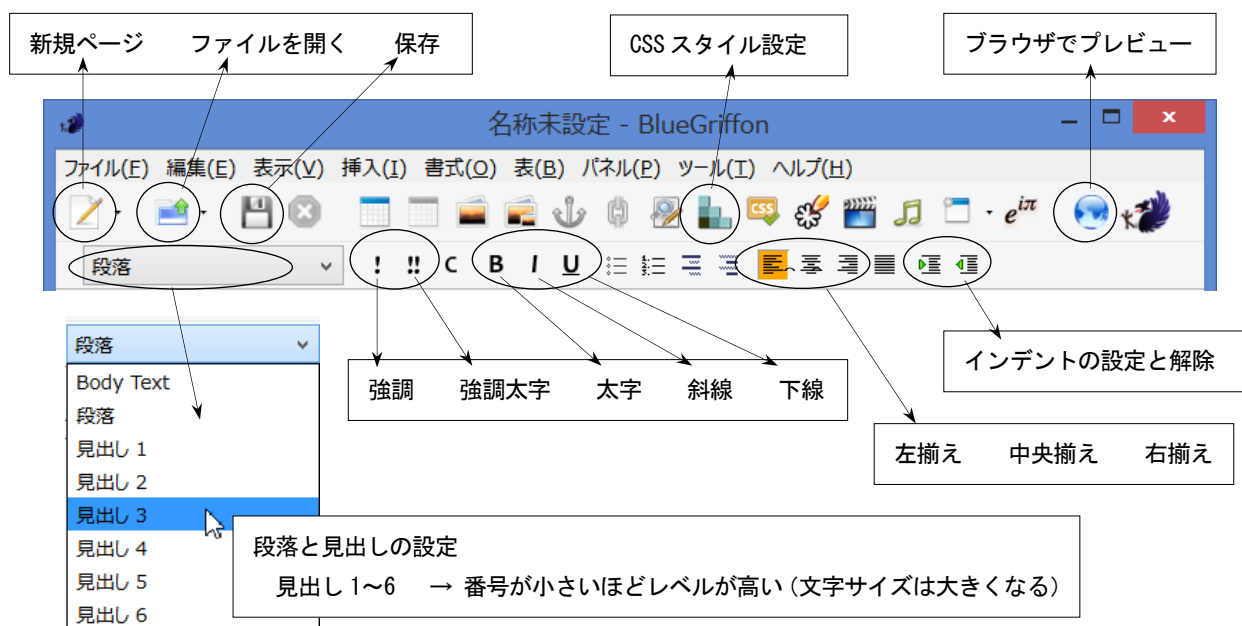 新規ページ ファイルを開く 保存
CSS スタイル設定
ブラウザでプレビュー
名称未設定 - BlueGriffon
ファイル(F) 編集(E) 表示(V) 挿入(I) 書式(O) 表(B) パネル(P) ツール(T) ヘルプ(H)
CSS
e^{iπ}
段落
! !! C B I U
段落
Body Text
段落
見出し 1
見出し 2
見出し 3
見出し 4
見出し 5
見出し 6
強調 強調太字 太字 斜線 下線
インデントの設定と解除
左揃え 中央揃え 右揃え
段落と見出しの設定
見出し 1～6 → 番号が小さいほどレベルが高い(文字サイズは大きくなる)